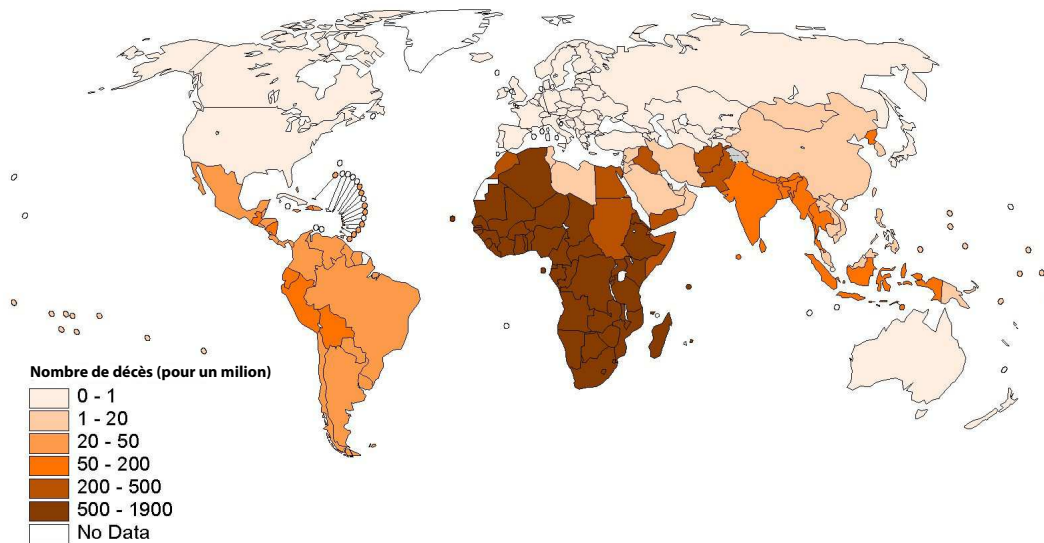 Nombre de décès (pour un milion)
0 - 1
1 - 20
20 - 50
50 - 200
200 - 500
500 - 1900
No Data